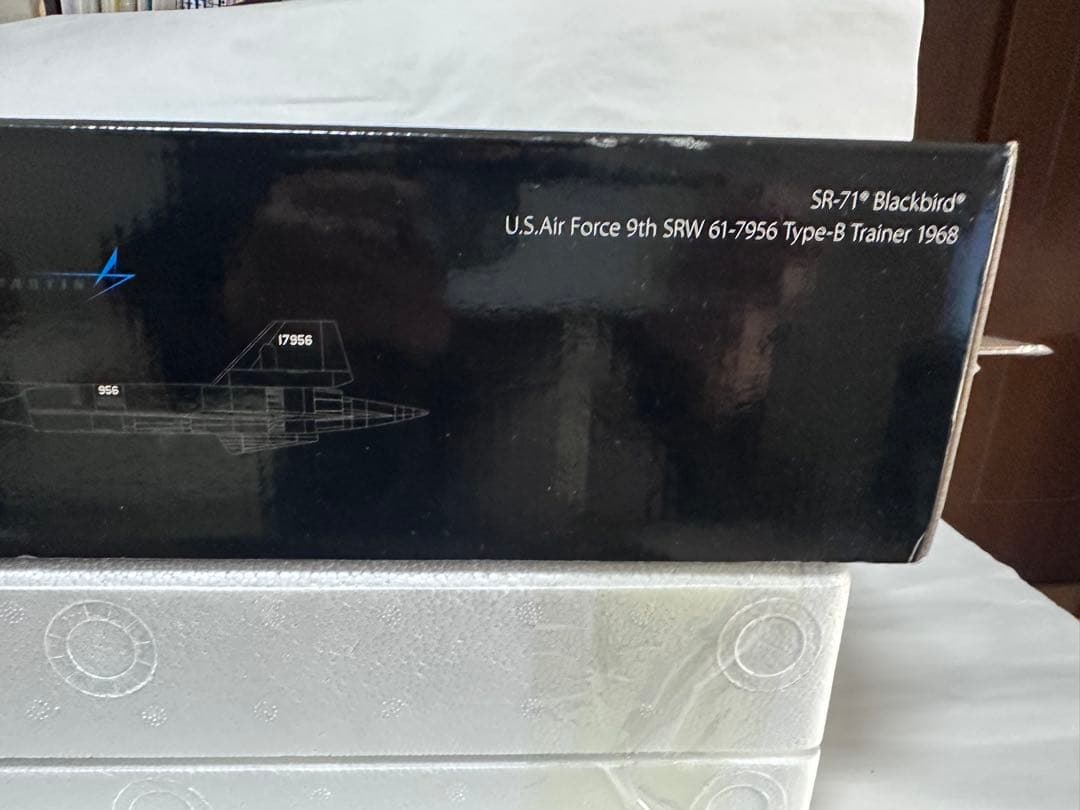 SR-71® Blackbird®
U.S.Air Force 9th SRW 61-7956 Type-B Trainer 1968
17956
956